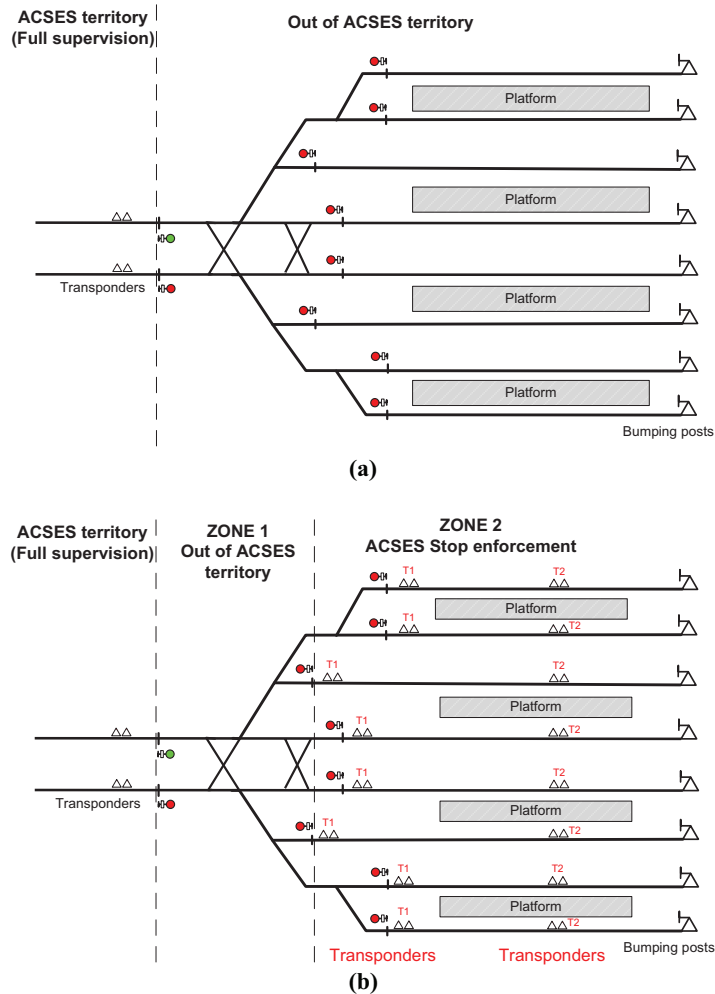 ACSES territory
(Full supervision)
Out of ACSES territory
Platform
Platform
Transponders
Platform
Platform
Bumping posts
(a)
ACSES territory
(Full supervision)
ZONE 1
Out of ACSES
territory
ZONE 2
ACSES Stop enforcement
T1
T2
Platform
T1
T2
T1
T2
Platform
T1
T2
T1
T2
Transponders
Platform
T1
T2
T1
T2
Platform
T1
T2
Transponders
Transponders
Bumping posts
(b)